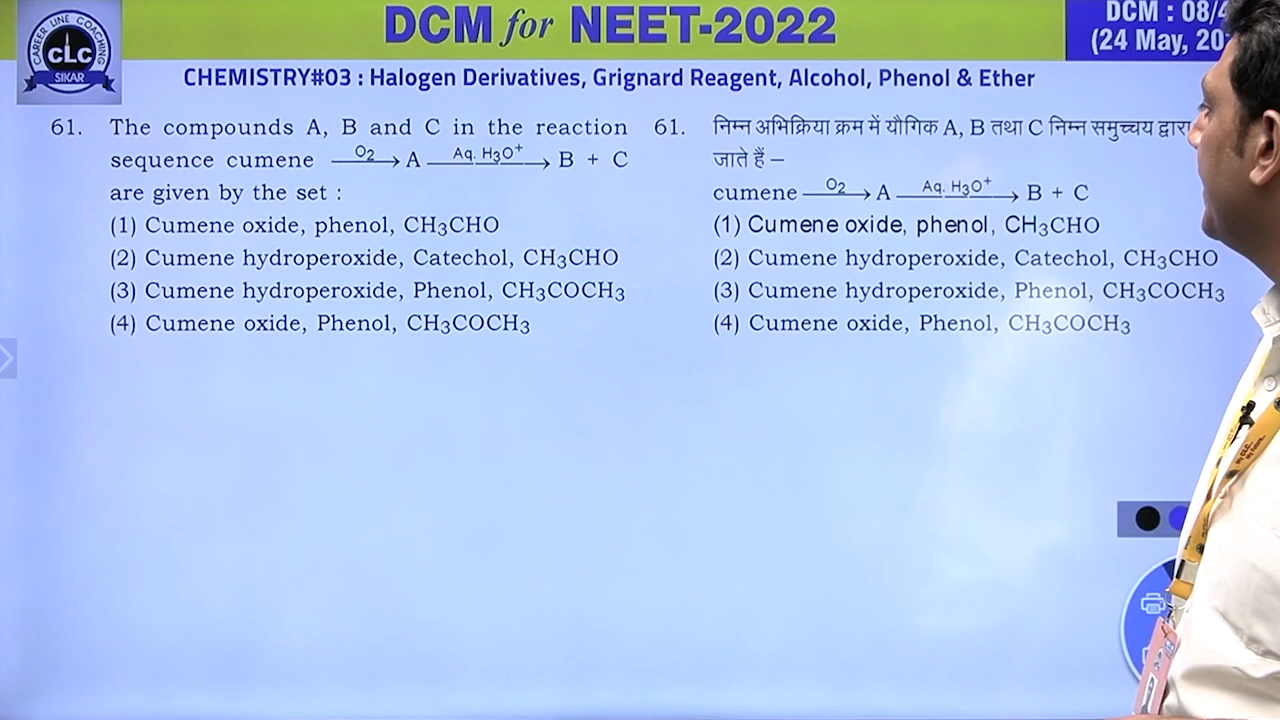 CAREER LINE COACHING
CLC
SIKAR
DCM for NEET-2022
DCM : 08/4
(24 May, 20
CHEMISTRY#03 : Halogen Derivatives, Grignard Reagent, Alcohol, Phenol & Ether
61. The compounds A, B and C in the reaction
sequence cumene —O₂→ A —Aq. H₃O⁺→ B + C
are given by the set :
(1) Cumene oxide, phenol, CH₃CHO
(2) Cumene hydroperoxide, Catechol, CH₃CHO
(3) Cumene hydroperoxide, Phenol, CH₃COCH₃
(4) Cumene oxide, Phenol, CH₃COCH₃
61. निम्न अभिक्रिया क्रम में यौगिक A, B तथा C निम्न समुच्चय द्वारा
जाते हैं –
cumene —O₂→ A —Aq. H₃O⁺→ B + C
(1) Cumene oxide, phenol, CH₃CHO
(2) Cumene hydroperoxide, Catechol, CH₃CHO
(3) Cumene hydroperoxide, Phenol, CH₃COCH₃
(4) Cumene oxide, Phenol, CH₃COCH₃